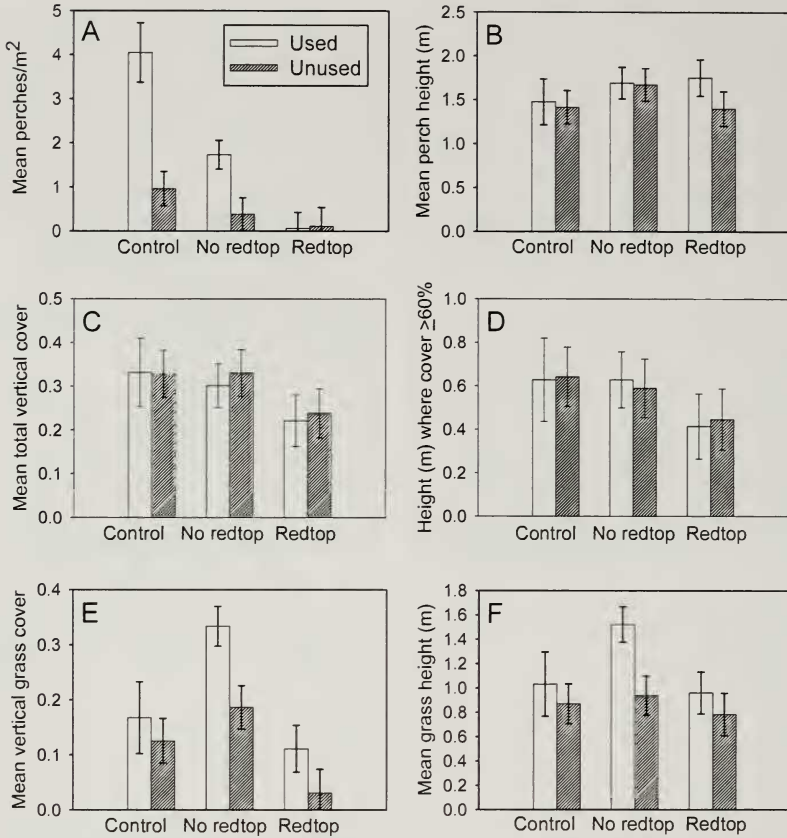 A
Used
Unused
Mean perches/m2
5
4
3
2
1
0
Control No redtop Redtop
B
Mean perch height (m)
2.5
2.0
1.5
1.0
0.5
0.0
Control No redtop Redtop
C
Mean total vertical cover
0.5
0.4
0.3
0.2
0.1
0.0
Control No redtop Redtop
D
Height (m) where cover ≥60%
1.0
0.8
0.6
0.4
0.2
0.0
Control No redtop Redtop
E
Mean vertical grass cover
0.4
0.3
0.2
0.1
0.0
Control No redtop Redtop
F
Mean grass height (m)
1.8
1.6
1.4
1.2
1.0
0.8
0.6
0.4
0.2
0.0
Control No redtop Redtop